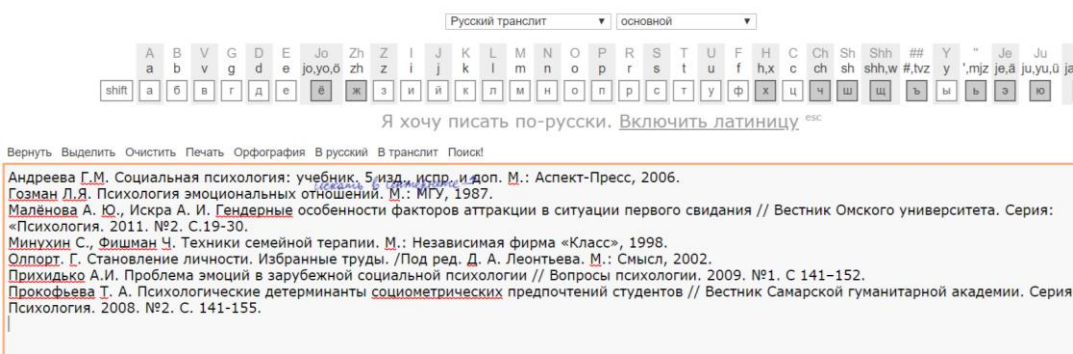 Русский транслит основной
A B V G D E Jo Zh Z I J K L M N O P R S T U F H C Ch Sh Shh ## Y " Je Ju
a b v g d e jo,yo,ö zh z i j k l m n o p r s t u f h,x c ch sh shh,w #,tvz y ',mjz je,ä ju,yu,ü
shift а б в г д е ё ж з и й к л м н о п р с т у ф х ц ч ш щ ъ ы ь э ю
Я хочу писать по-русски. Включить латиницу esc
Вернуть Выделить Очистить Печать Орфография В русский В транслит Поиск!
Андреева Г.М. Социальная психология: учебник. 5 изд., испр. и доп. М.: Аспект-Пресс, 2006.
искать в
Гозман Л.Я. Психология эмоциональных отношений. М.: МГУ, 1987.
Малёнова А. Ю., Искра А. И. Гендерные особенности факторов аттракции в ситуации первого свидания // Вестник Омского университета. Серия:
«Психология. 2011. №2. С.19-30.
Минухин С., Фишман Ч. Техники семейной терапии. М.: Независимая фирма «Класс», 1998.
Олпорт. Г. Становление личности. Избранные труды. /Под ред. Д. А. Леонтьева. М.: Смысл, 2002.
Прихидько А.И. Проблема эмоций в зарубежной социальной психологии // Вопросы психологии. 2009. №1. С 141–152.
Прокофьева Т. А. Психологические детерминанты социометрических предпочтений студентов // Вестник Самарской гуманитарной академии. Серия
Психология. 2008. №2. С. 141-155.